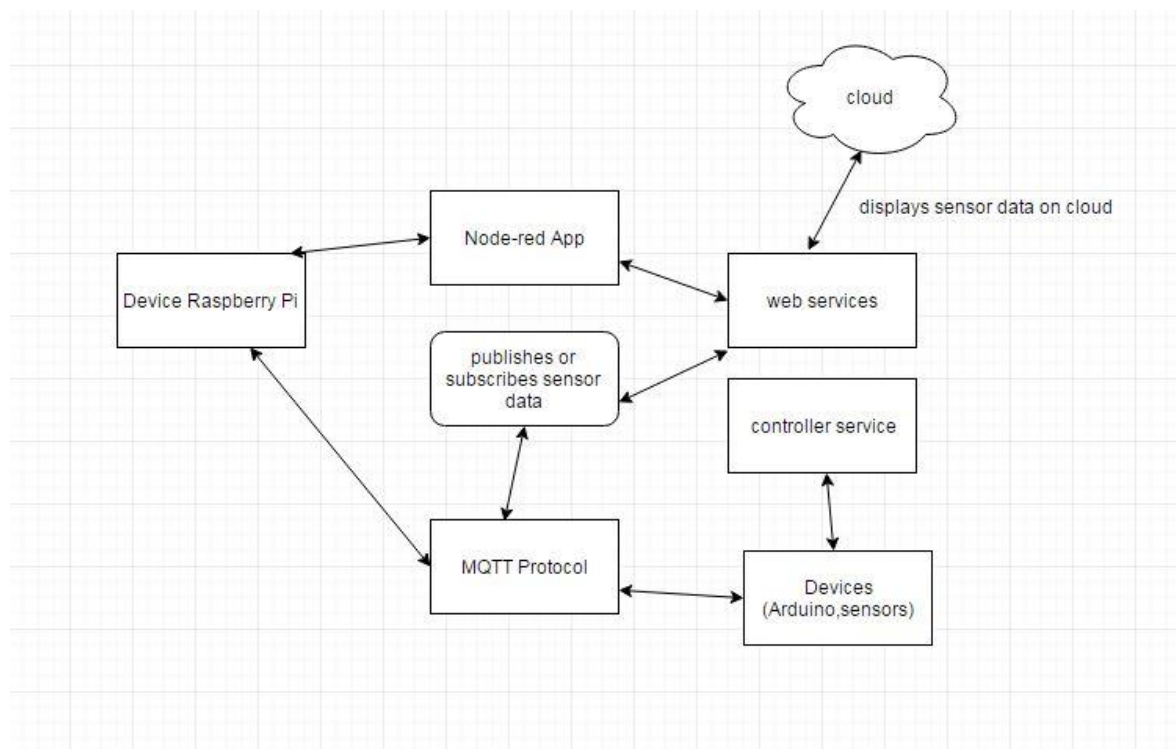 cloud
displays sensor data on cloud
Node-red App
Device Raspberry Pi
web services
publishes or
subscribes sensor
data
controller service
MQTT Protocol
Devices
(Arduino,sensors)